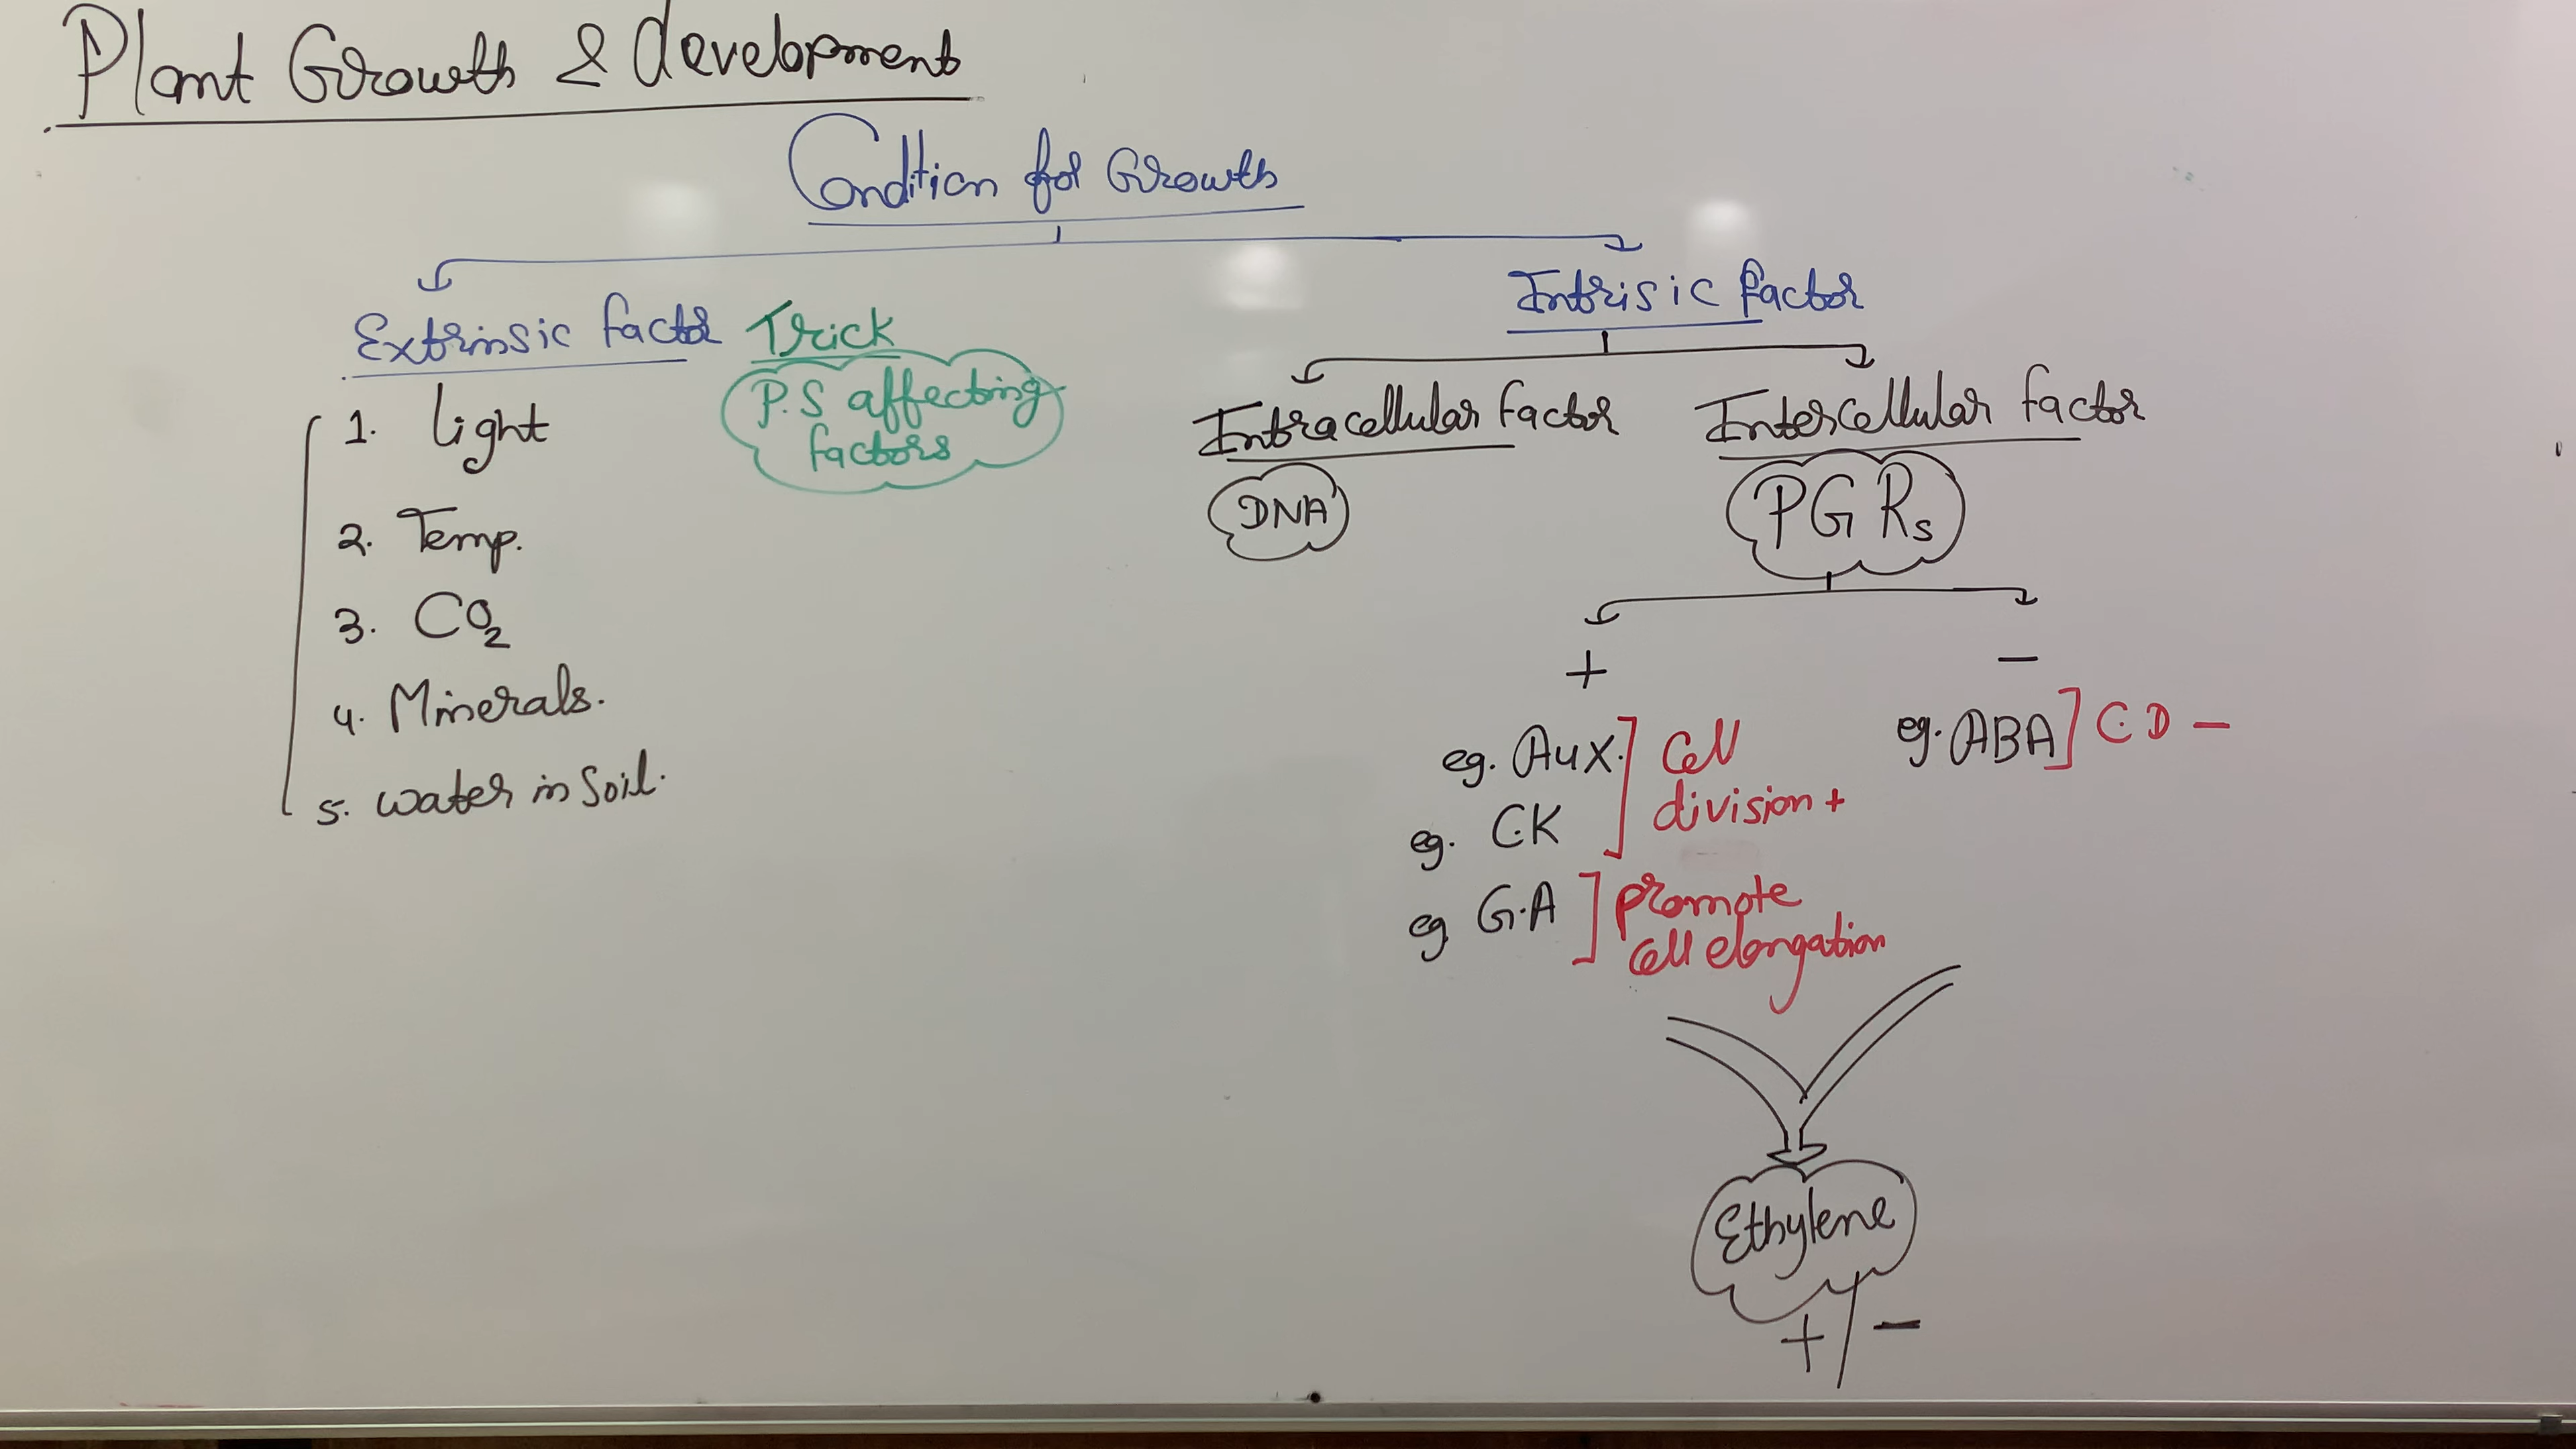 Plant Growth & development
Condition for Growth
Extrinsic factor
Trick
P.S affecting
factors
1. light
2. Temp.
3. CO2
4. Minerals.
5. water in Soil.
Intrisic factor
Intracellular factor
DNA
Intercellular factor
PGRs
+
-
eg. Aux.] Cell
division +
eg. C.K
eg G.A] promote
cell elongation
eg. ABA] C.D -
Ethylene
+/-